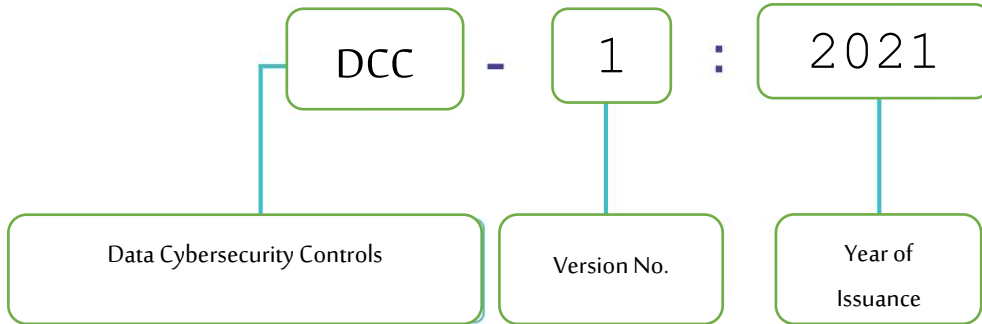 DCC - 1 : 2021
Data Cybersecurity Controls
Version No.
Year of
Issuance